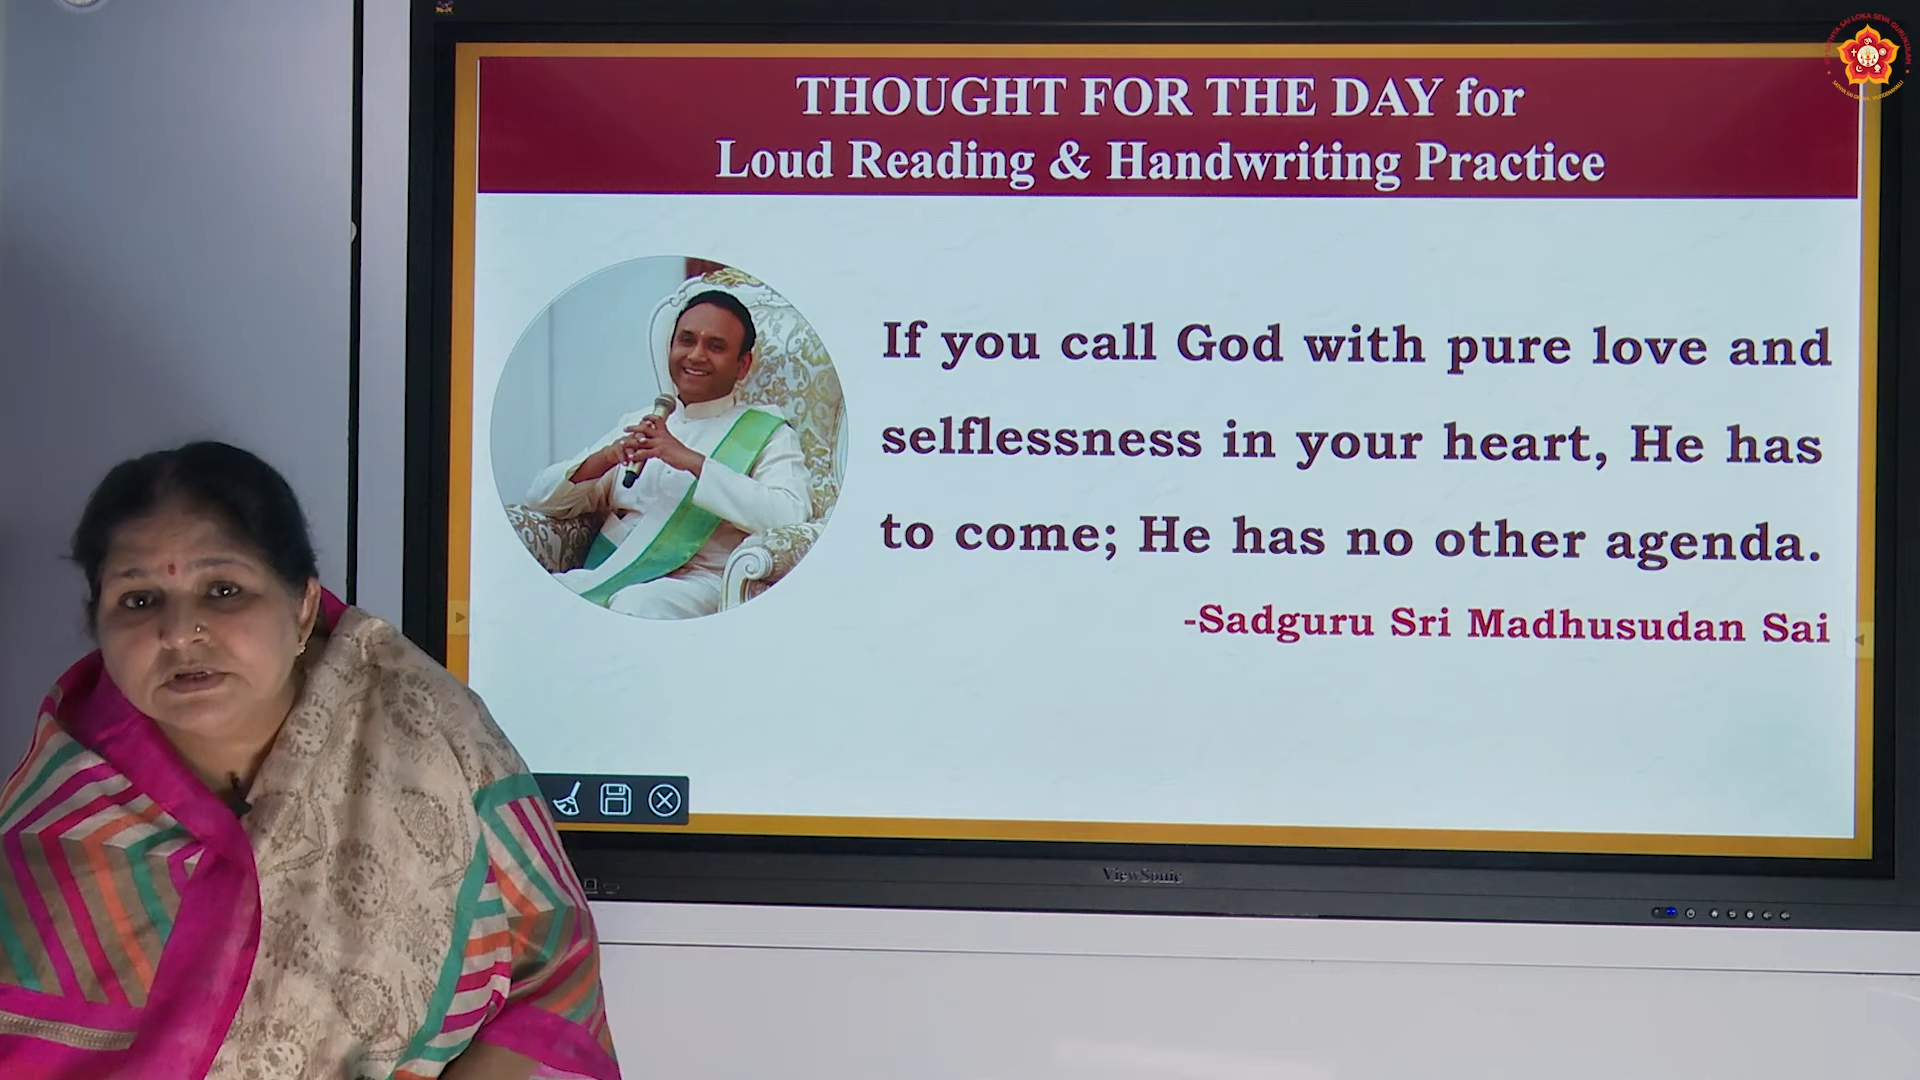 THOUGHT FOR THE DAY for
Loud Reading & Handwriting Practice
If you call God with pure love and
selflessness in your heart, He has
to come; He has no other agenda.
-Sadguru Sri Madhusudan Sai
ViewSonic